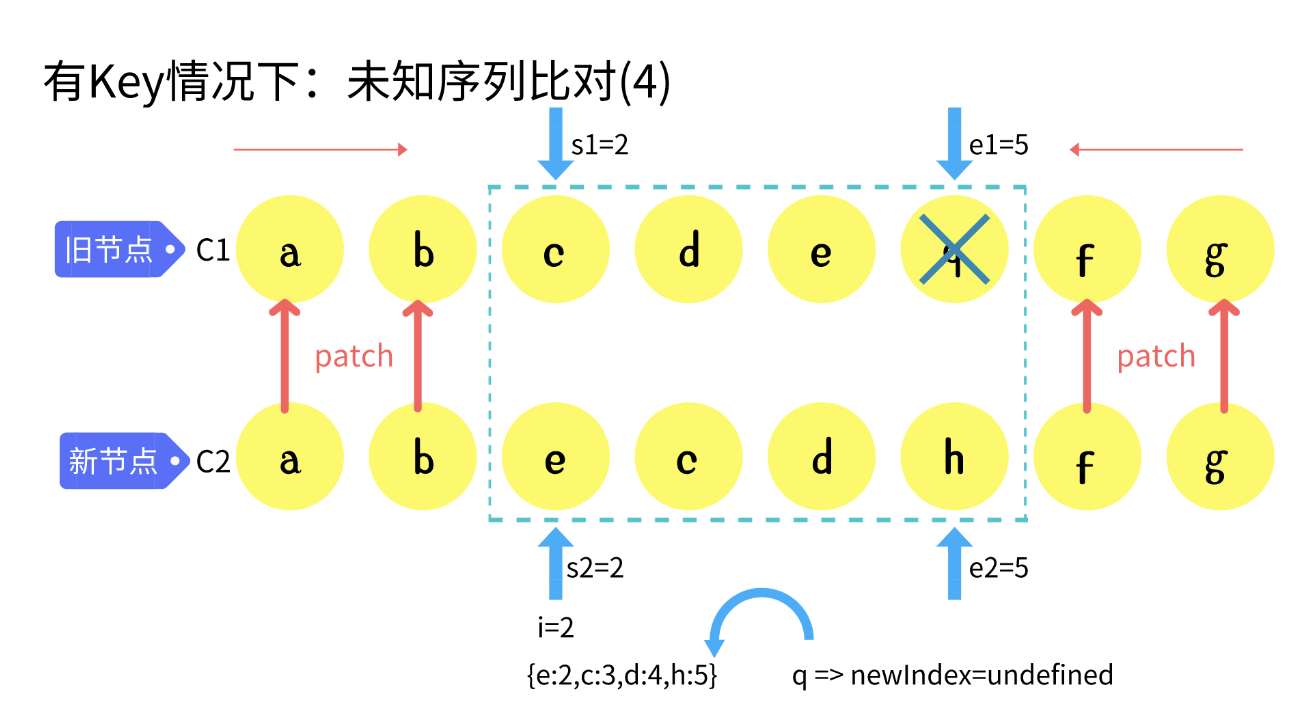 有Key情况下：未知序列比对(4)
s1=2
e1=5
旧节点 C1 a b c d e q f g
patch patch
新节点 C2 a b e c d h f g
s2=2
e2=5
i=2
{e:2,c:3,d:4,h:5} q => newIndex=undefined